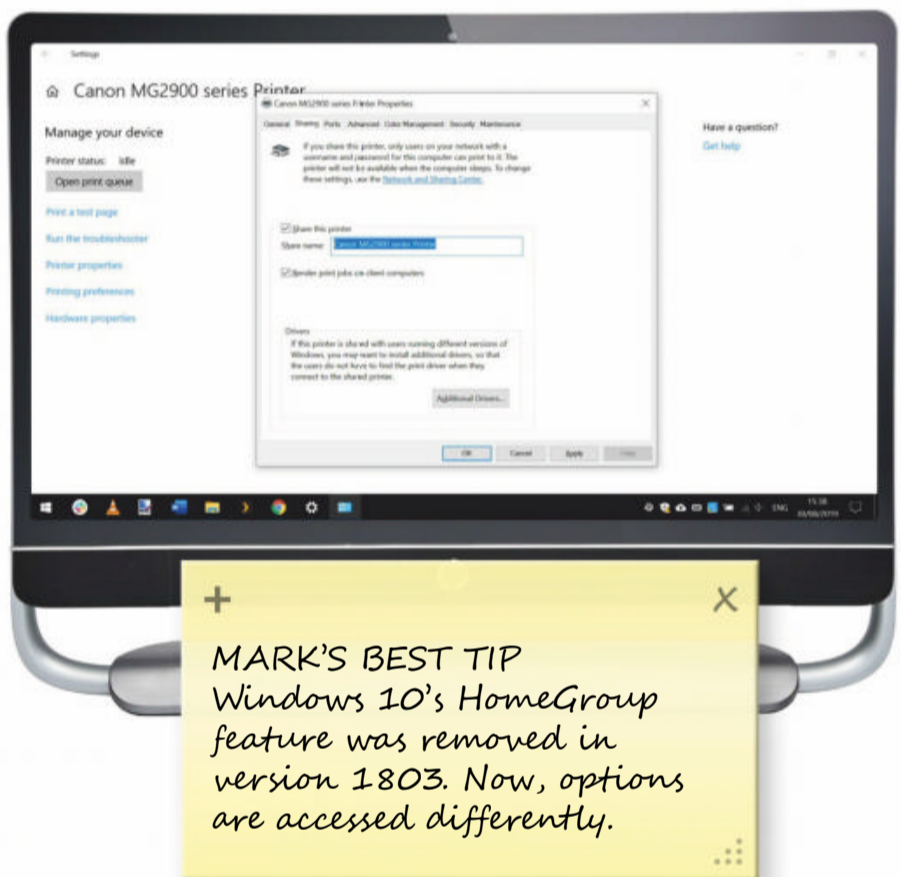 Settings
Canon MG2900 series Printer
Canon MG2900 series Printer Properties
General Sharing Ports Advanced Color Management Security Maintenance
Manage your device
Have a question?
Get help
Printer status: Idle
Open print queue
Print a test page
Run the troubleshooter
Printer properties
Printing preferences
Hardware properties
If you share this printer, only users on your network with a
username and password for this computer can print to it. The
printer will not be available when the computer sleeps. To change
these settings, use the Network and Sharing Center.
Share this printer
Share name: Canon MG2900 series Printer
Render print jobs on client computers
Drivers
If this printer is shared with users running different versions of
Windows, you may want to install additional drivers, so that
the users do not have to find the print driver when they
connect to the shared printer.
Additional Drivers...
OK Cancel Apply
ENG
15:38
MARK'S BEST TIP
Windows 10's HomeGroup
feature was removed in
version 1803. Now, options
are accessed differently.